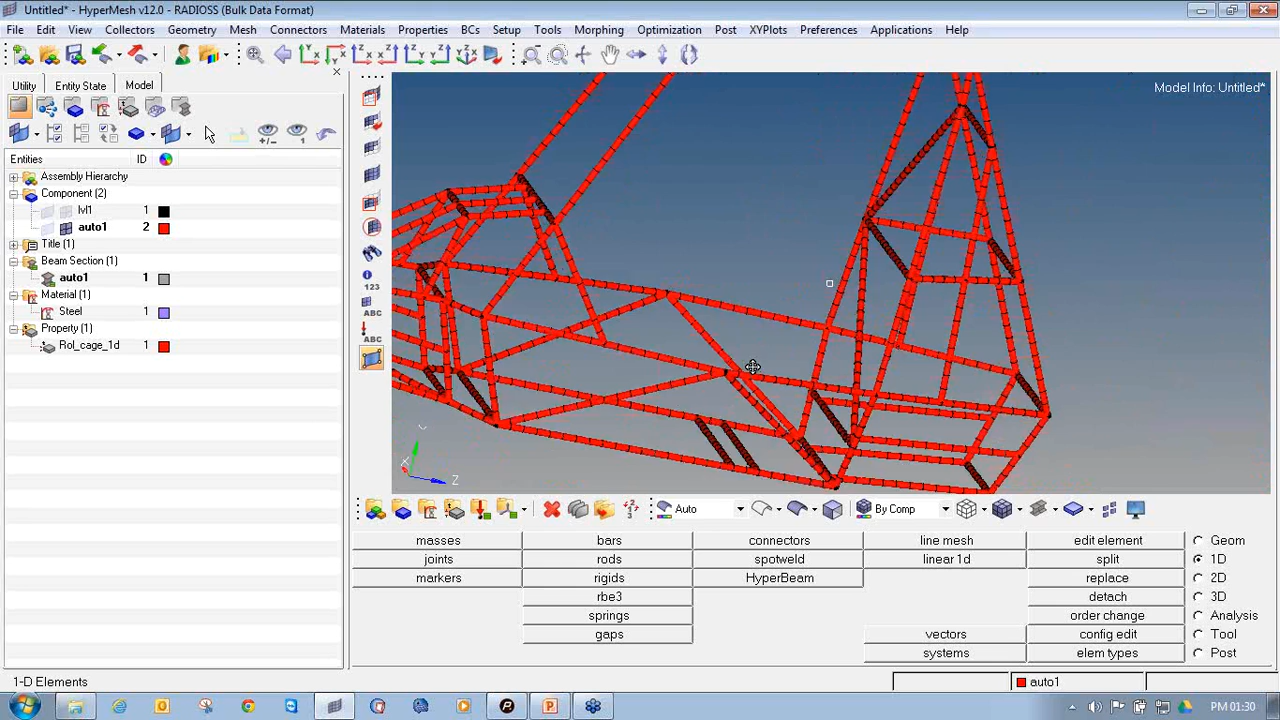 Untitled* - HyperMesh v12.0 - RADIOSS (Bulk Data Format)
File Edit View Collectors Geometry Mesh Connectors Materials Properties BCs Setup Tools Morphing Optimization Post XYPlots Preferences Applications Help
Utility Entity State Model
Model Info: Untitled*
Entities ID
Assembly Hierarchy
Component (2)
lvl1 1
auto1 2
Title (1)
Beam Section (1)
auto1 1
Material (1)
Steel 1
Property (1)
Rol_cage_1d 1
123
ABC
ABC
X
Z
Auto By Comp
masses bars connectors line mesh edit element Geom
joints rods spotweld linear 1d split 1D
markers rigids HyperBeam replace 2D
rbe3 detach 3D
springs order change Analysis
gaps vectors config edit Tool
systems elem types Post
1-D Elements auto1
PM 01:30